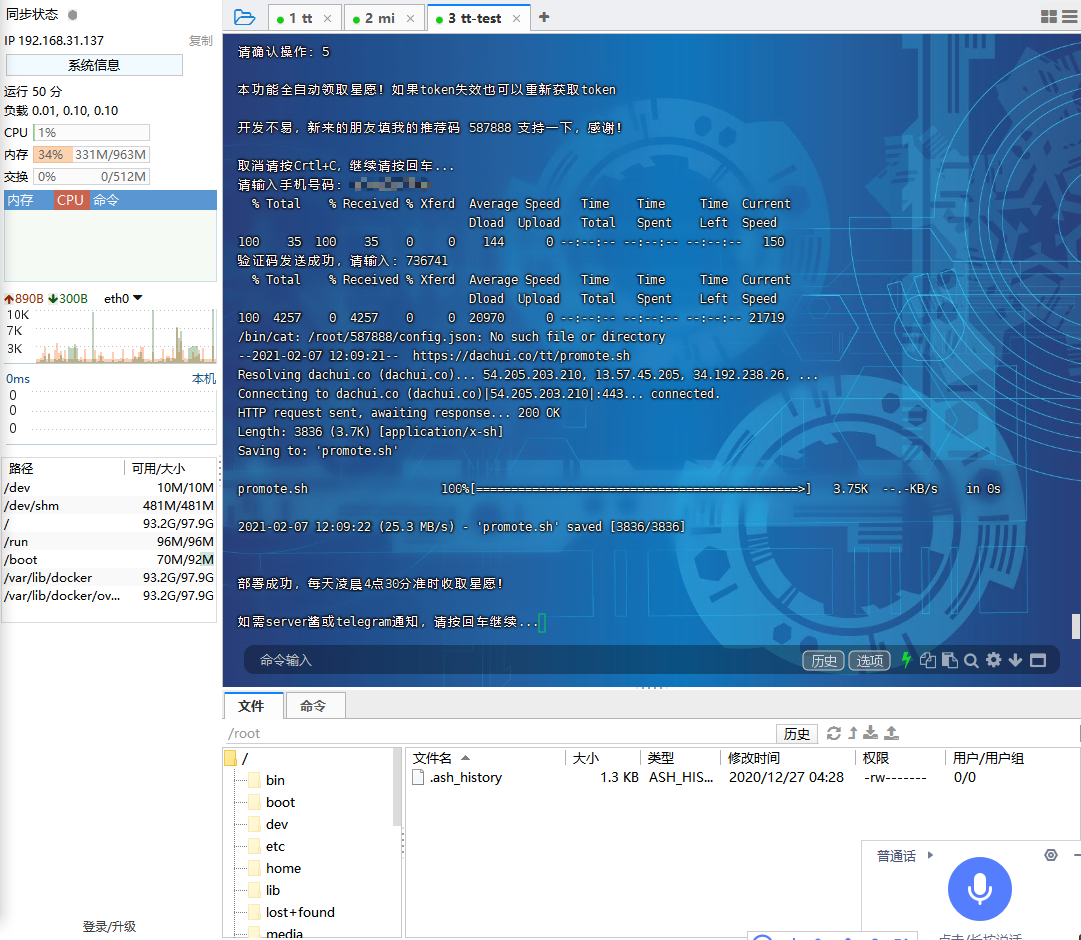 同步状态
IP 192.168.31.137 复制
系统信息
运行 50 分
负载 0.01, 0.10, 0.10
CPU 1%
内存 34% 331M/963M
交换 0% 0/512M
内存 CPU 命令
890B 300B eth0
10K
7K
3K
0ms 本机
0
0
0
路径 可用/大小
/dev 10M/10M
/dev/shm 481M/481M
/ 93.2G/97.9G
/run 96M/96M
/boot 70M/92M
/var/lib/docker 93.2G/97.9G
/var/lib/docker/ov... 93.2G/97.9G
登录/升级
1 tt × 2 mi × 3 tt-test × +
请确认操作: 5
本功能全自动领取星愿! 如果token失效也可以重新获取token
开发不易, 新来的朋友填我的推荐码 587888 支持一下, 感谢!
取消请按Crtl+C, 继续请按回车...
请输入手机号码:
% Total % Received % Xferd Average Speed Time Time Time Current
Dload Upload Total Spent Left Speed
100 35 100 35 0 0 144 0 --:--:-- --:--:-- --:--:-- 150
验证码发送成功, 请输入: 736741
% Total % Received % Xferd Average Speed Time Time Time Current
Dload Upload Total Spent Left Speed
100 4257 0 4257 0 0 20970 0 --:--:-- --:--:-- --:--:-- 21719
/bin/cat: /root/587888/config.json: No such file or directory
--2021-02-07 12:09:21-- https://dachui.co/tt/promote.sh
Resolving dachui.co (dachui.co)... 54.205.203.210, 13.57.45.205, 34.192.238.26, ...
Connecting to dachui.co (dachui.co)|54.205.203.210|:443... connected.
HTTP request sent, awaiting response... 200 OK
Length: 3836 (3.7K) [application/x-sh]
Saving to: 'promote.sh'
promote.sh 100%[==============================================>] 3.75K --.-KB/s in 0s
2021-02-07 12:09:22 (25.3 MB/s) - 'promote.sh' saved [3836/3836]
部署成功, 每天凌晨4点30分准时收取星愿!
如需server酱或telegram通知, 请按回车继续...
命令输入 历史 选项
文件 命令
/root 历史
/
bin
boot
dev
etc
home
lib
lost+found
media
文件名 大小 类型 修改时间 权限 用户/用户组
.ash_history 1.3 KB ASH_HIS... 2020/12/27 04:28 -rw------- 0/0
普通话